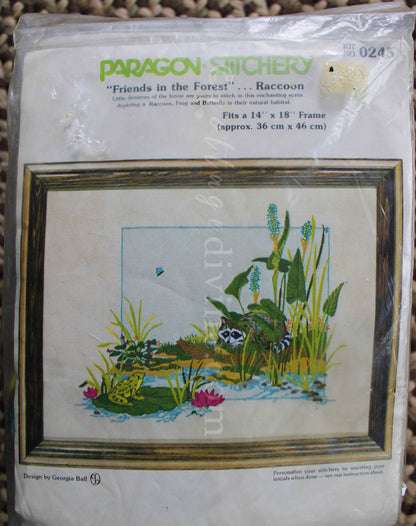 PARAGON STITCHERY
KIT NO. 0245
"Friends in the Forest" . . . Raccoon
Little denizens of the forest are yours to stitch in this enchanting scene
depicting a Raccoon, Frog and Butterfly in their natural habitat.
Fits a 14" x 18" Frame
(approx. 36 cm x 46 cm)
Design by Georgia Ball
Personalize your stitchery by inserting your
initials when done — see our instruction sheet.